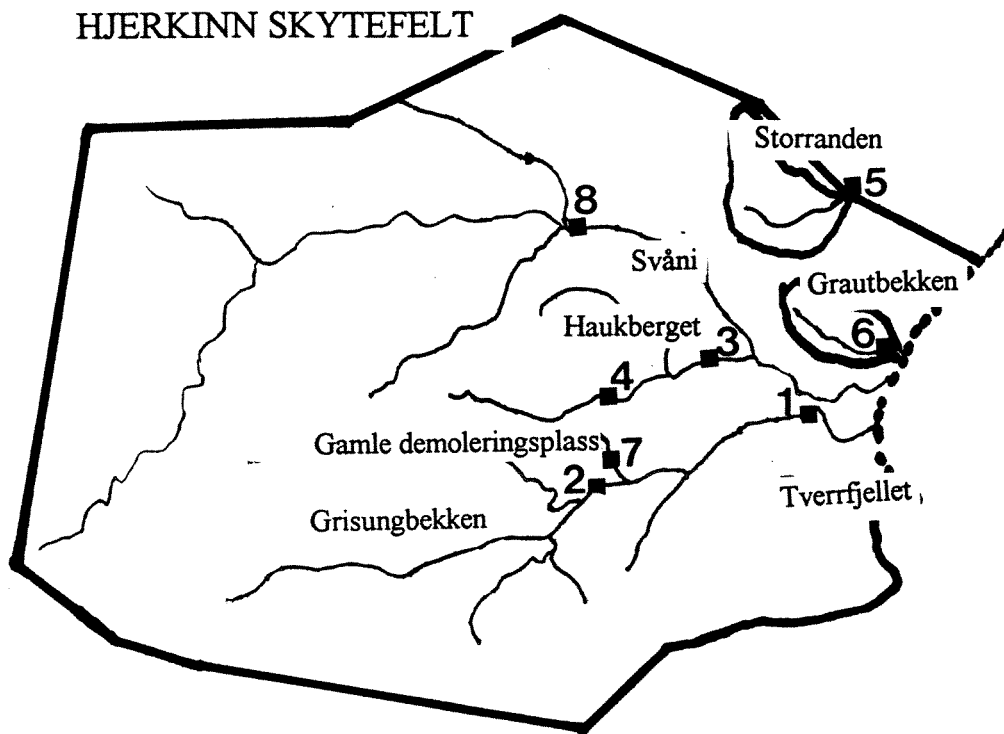 HJERKINN SKYTEFELT
Storranden
5
8
Svåni
Grautbekken
Haukberget
3
6
4
1
Gamle demoleringsplass
7
2
Tverrfjellet
Grisungbekken